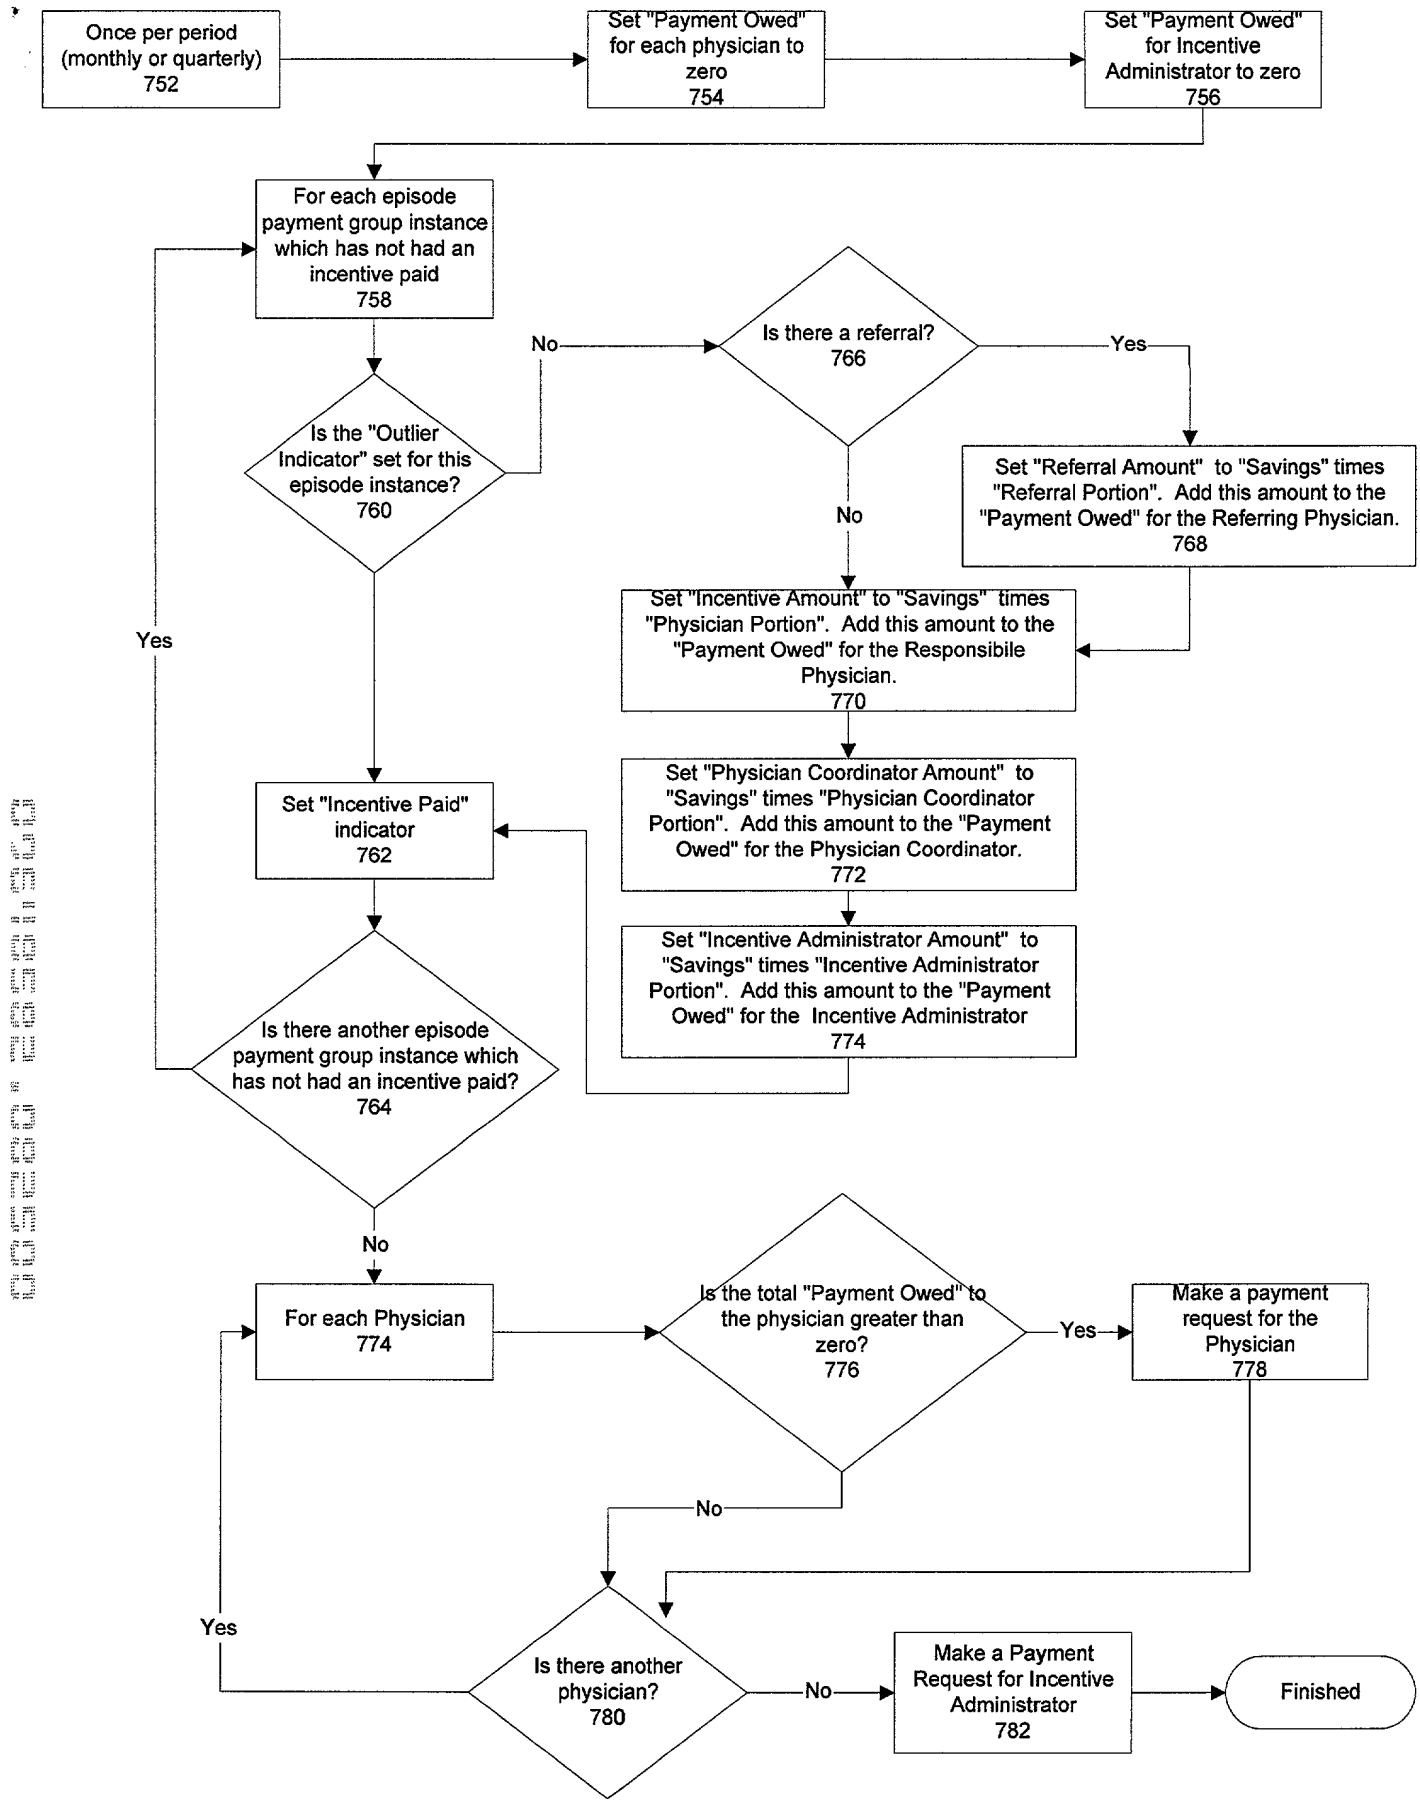 Once per period
(monthly or quarterly)
752
Set "Payment Owed"
for each physician to
zero
754
Set "Payment Owed"
for Incentive
Administrator to zero
756
For each episode
payment group instance
which has not had an
incentive paid
758
Is the "Outlier
Indicator" set for this
episode instance?
760
No
Is there a referral?
766
Yes
No
Set "Referral Amount" to "Savings" times
"Referral Portion". Add this amount to the
"Payment Owed" for the Referring Physician.
768
Set "Incentive Amount" to "Savings" times
"Physician Portion". Add this amount to the
"Payment Owed" for the Responsibile
Physician.
770
Set "Physician Coordinator Amount" to
"Savings" times "Physician Coordinator
Portion". Add this amount to the "Payment
Owed" for the Physician Coordinator.
772
Set "Incentive Administrator Amount" to
"Savings" times "Incentive Administrator
Portion". Add this amount to the "Payment
Owed" for the Incentive Administrator
774
Yes
Set "Incentive Paid"
indicator
762
Is there another episode
payment group instance which
has not had an incentive paid?
764
No
For each Physician
774
Is the total "Payment Owed" to
the physician greater than
zero?
776
Yes
Make a payment
request for the
Physician
778
No
Yes
Is there another
physician?
780
No
Make a Payment
Request for Incentive
Administrator
782
Finished